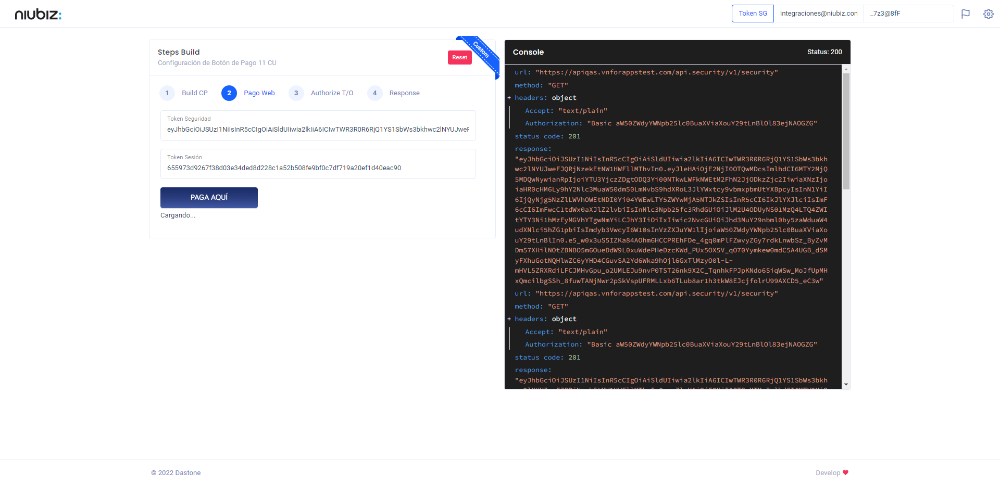 niubiz:
Token SG
integraciones@niubiz.con
_7z3@8fF
Steps Build
Configuración de Botón de Pago 11 CU
Reset
Custom
1 Build CP
2 Pago Web
3 Authorize T/O
4 Response
Token Seguridad
eyJhbGciOiJSUzI1NiIsInR5cCIgOiAiSldUIiwia2lkIiA6ICIwTWR3R0R6RjQ1YS1SbWs3bkhwc2lNYUJweF
Token Sesión
655973d9267f38d03e34ded8d228c1a52b508fe9bf0c7df719a20ef1d40eac90
PAGA AQUÍ
Cargando...
Console
Status: 200
url: "https://apiqas.vnforappstest.com/api.security/v1/security"
method: "GET"
+ headers: object
Accept: "text/plain"
Authorization: "Basic aW50ZWdyYWNpb25lc0BuaXViaXouY29tLnBlOl83ejNAOGZG"
status code: 201
response:
"eyJhbGciOiJSUzI1NiIsInR5cCIgOiAiSldUIiwia2lkIiA6ICIwTWR3R0R6RjQ1YS1SbWs3bkh
wc2lNYUJweFJQRjNzekEtNW1HWFllMThvIn0.eyJleHAiOjE2NjI0OTQwMDcsImlhdCI6MTY2MjQ
5MDQwNywianRpIjoiYTU3YjczZDgtODQ3Yi00NTkwLWFkNWEtM2FhN2JjODkzZjc2IiwiaXNzIjo
iaHR0cHM6Ly9hY2Nlc3MuaW50dm50LmNvbS9hdXRoL3JlYWxtcy9vbmxpbmUtYXBpcyIsInN1YiI
6IjQyNjg5NzZlLWVhOWEtNDI0Yi04YWEwLTY5ZWYwMjA5NTJkZSIsInR5cCI6IkJlYXJlciIsImF
6cCI6ImFwcC1tdWx0aXJlZ2lvbiIsInNlc3Npb25fc3RhdGUiOiJlM2U4ODUyNS01MzQ4LTQ4ZWI
tYTY3Ni1hMzEyMGVhYTgwNmYiLCJhY3IiOiIxIiwic2NvcGUiOiJhd3MuY29nbml0by5zaWduaW4
udXNlci5hZG1pbiIsImdyb3VwcyI6W10sInVzZXJuYW1lIjoiaW50ZWdyYWNpb25lc0BuaXViaXo
uY29tLnBlIn0.e5_w0x3uS5IZKa84AOhm6HCCPREhFDe_4gq0mPlFZwvyZGy7rdkLnwbSz_ByZvM
Dm57XHilNOtZBNBO5m6OueDdW9L0xuWdePHeDzcKWd_PUx5OX5V_qO70Yymkew0mdC5A4UGB_dSM
yFXhuGotNQHlwZC6yYHD4CGuvSA2Yd6Wka9hOjl6GxTlMzyO0l-L-
mHVL5ZRXRdiLFCJMHvGpu_o2UMLEJu9nvP0TST26nk9X2C_TqnhkFPJpKNdo6SiqWSw_MoJfUpMH
xQmcilbgSSh_8fuwTANjNwr2pSkVspUFRMLLxb6TLub8ar1h3tkW8EJcjfolrU99AXCD5_eC3w"
url: "https://apiqas.vnforappstest.com/api.security/v1/security"
method: "GET"
+ headers: object
Accept: "text/plain"
Authorization: "Basic aW50ZWdyYWNpb25lc0BuaXViaXouY29tLnBlOl83ejNAOGZG"
status code: 201
response:
"eyJhbGciOiJSUzI1NiIsInR5cCIgOiAiSldUIiwia2lkIiA6ICIwTWR3R0R6RjQ1YS1SbWs3bkh
© 2022 Dastone
Develop